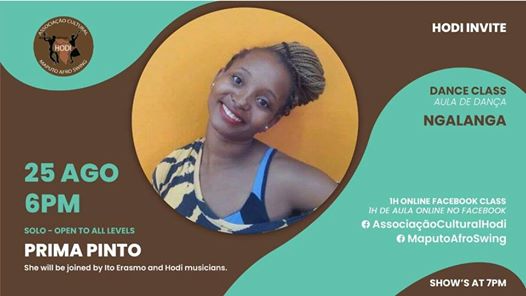 ASSOCIAÇÃO CULTURAL
HODI
MAPUTO AFRO SWING
HODI INVITE
DANCE CLASS
AULA DE DANÇA
NGALANGA
25 AGO
6PM
SOLO - OPEN TO ALL LEVELS
PRIMA PINTO
She will be joined by Ito Erasmo and Hodi musicians.
1H ONLINE FACEBOOK CLASS
1H DE AULA ONLINE NO FACEBOOK
AssociaçãoCulturalHodi
MaputoAfroSwing
SHOW'S AT 7PM